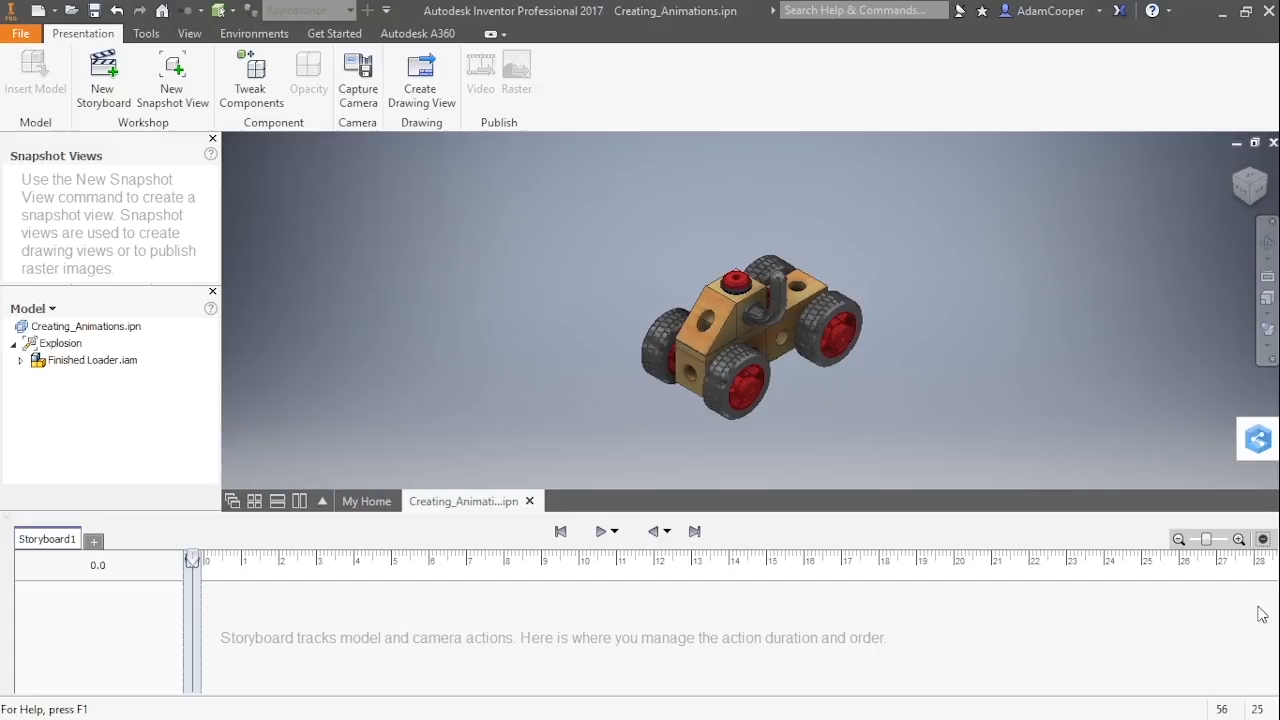 PRO
Appearance
Autodesk Inventor Professional 2017 Creating_Animations.ipn
Search Help & Commands...
AdamCooper
File
Presentation
Tools
View
Environments
Get Started
Autodesk A360
Insert Model
New Storyboard
New Snapshot View
Tweak Components
Opacity
Capture Camera
Create Drawing View
Video
Raster
Model
Workshop
Component
Camera
Drawing
Publish
Snapshot Views
Use the New Snapshot
View command to create a
snapshot view. Snapshot
views are used to create
drawing views or to publish
raster images.
Model
Creating_Animations.ipn
Explosion
Finished Loader.iam
My Home
Creating_Animati...ipn
Storyboard1
0.0
0 1 2 3 4 5 6 7 8 9 10 11 12 13 14 15 16 17 18 19 20 21 22 23 24 25 26 27 28
Storyboard tracks model and camera actions. Here is where you manage the action duration and order.
For Help, press F1
56
25